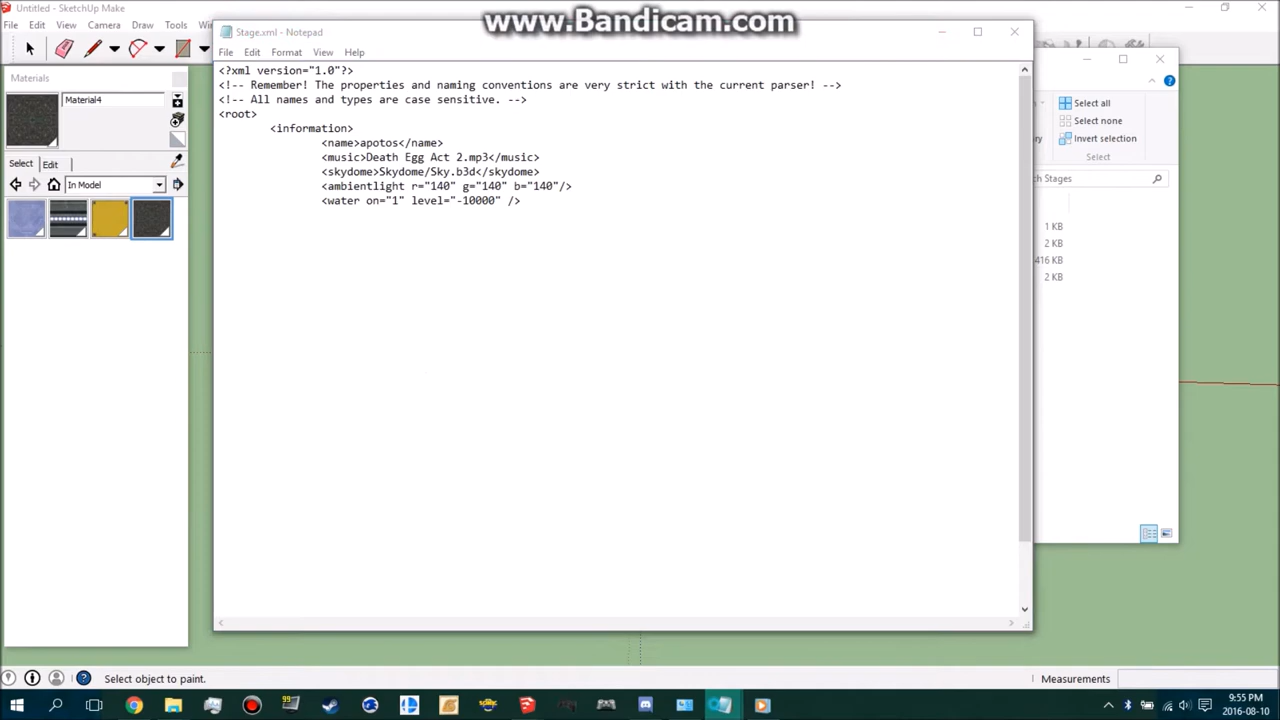 Untitled - SketchUp Make
www.Bandicam.com
File Edit View Camera Draw Tools
Stage.xml - Notepad
File Edit Format View Help
Materials
Material4
Select Edit
In Model
<?xml version="1.0"?>
<!-- Remember! The properties and naming conventions are very strict with the current parser! -->
<!-- All names and types are case sensitive. -->
<root>
<information>
<name>apotos</name>
<music>Death Egg Act 2.mp3</music>
<skydome>Skydome/Sky.b3d</skydome>
<ambientlight r="140" g="140" b="140"/>
<water on="1" level="-10000" />
Select all
Select none
Invert selection
Select
Stages
1 KB
2 KB
416 KB
2 KB
Select object to paint.
Measurements
9:55 PM
2016-08-10